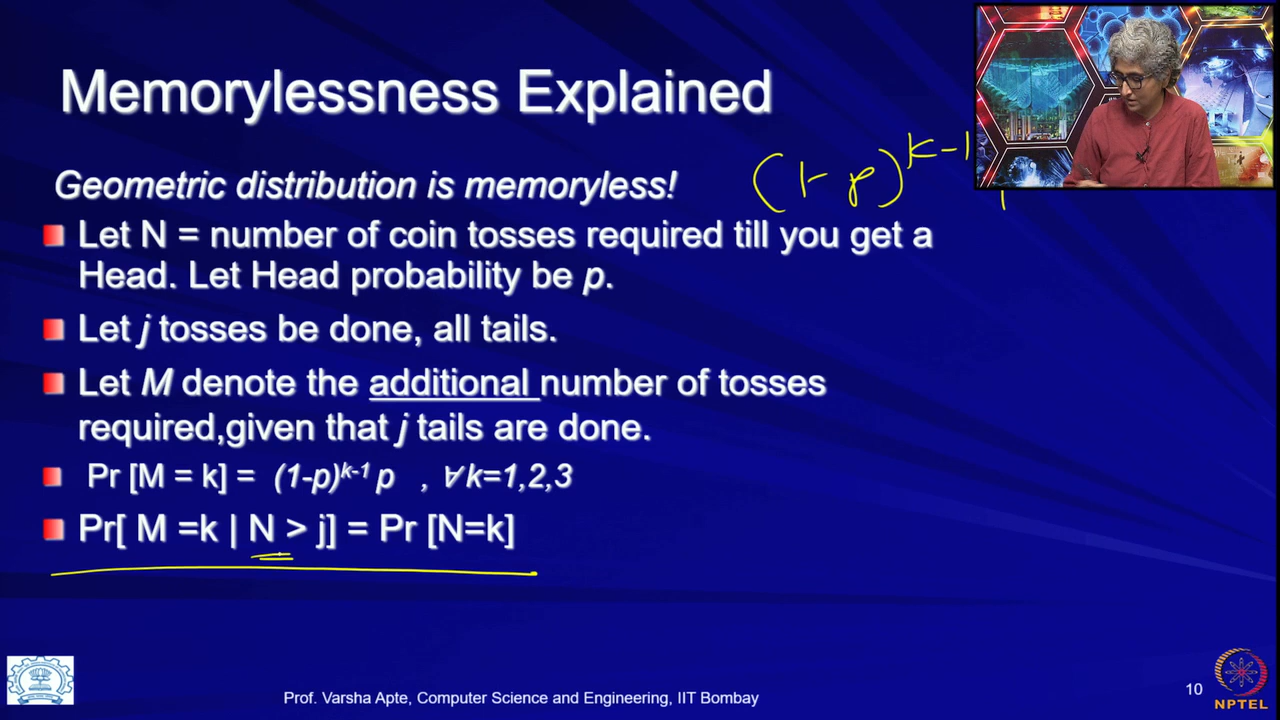 Memorylessness Explained
Geometric distribution is memoryless!
(1-p)^k-1
Let N = number of coin tosses required till you get a
Head. Let Head probability be p.
Let j tosses be done, all tails.
Let M denote the additional number of tosses
required,given that j tails are done.
Pr [M = k] = (1-p)^k-1 p , ∀k=1,2,3
Pr[ M =k | N > j] = Pr [N=k]
Prof. Varsha Apte, Computer Science and Engineering, IIT Bombay
10
NPTEL